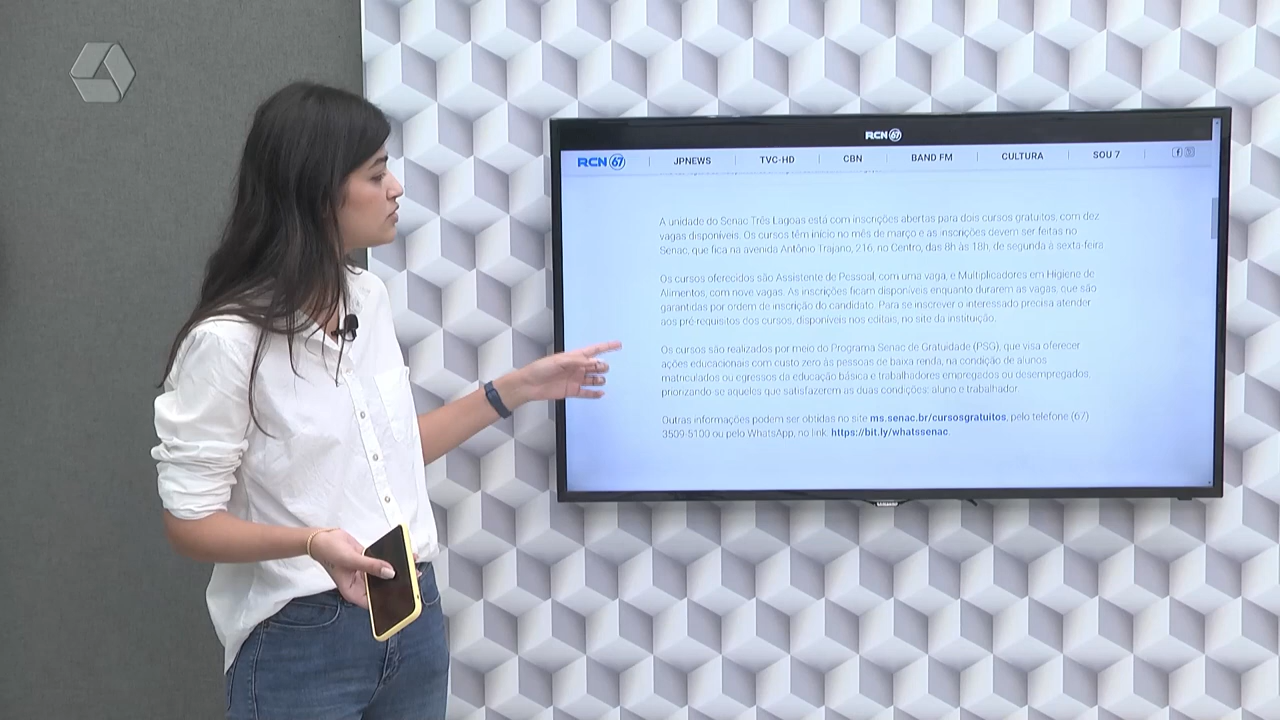 RCN 67
RCN 67 JPNEWS TVC-HD CBN BAND FM CULTURA SOU 7
A unidade do Senac Três Lagoas está com inscrições abertas para dois cursos gratuitos, com dez
vagas disponíveis. Os cursos têm início no mês de março e as inscrições devem ser feitas no
Senac, que fica na avenida Antônio Trajano, 216, no Centro, das 8h às 18h, de segunda à sexta-feira
Os cursos oferecidos são Assistente de Pessoal, com uma vaga, e Multiplicadores em Higiene de
Alimentos, com nove vagas. As inscrições ficam disponíveis enquanto durarem as vagas, que são
garantidas por ordem de inscrição do candidato. Para se inscrever o interessado precisa atender
aos pré-requisitos dos cursos, disponíveis nos editais, no site da instituição.
Os cursos são realizados por meio do Programa Senac de Gratuidade (PSG), que visa oferecer
ações educacionais com custo zero às pessoas de baixa renda, na condição de alunos
matriculados ou egressos da educação básica e trabalhadores empregados ou desempregados,
priorizando-se aqueles que satisfazerem as duas condições: aluno e trabalhador.
Outras informações podem ser obtidas no site ms.senac.br/cursosgratuitos, pelo telefone (67)
3509-5100 ou pelo WhatsApp, no link: https://bit.ly/whatssenac.